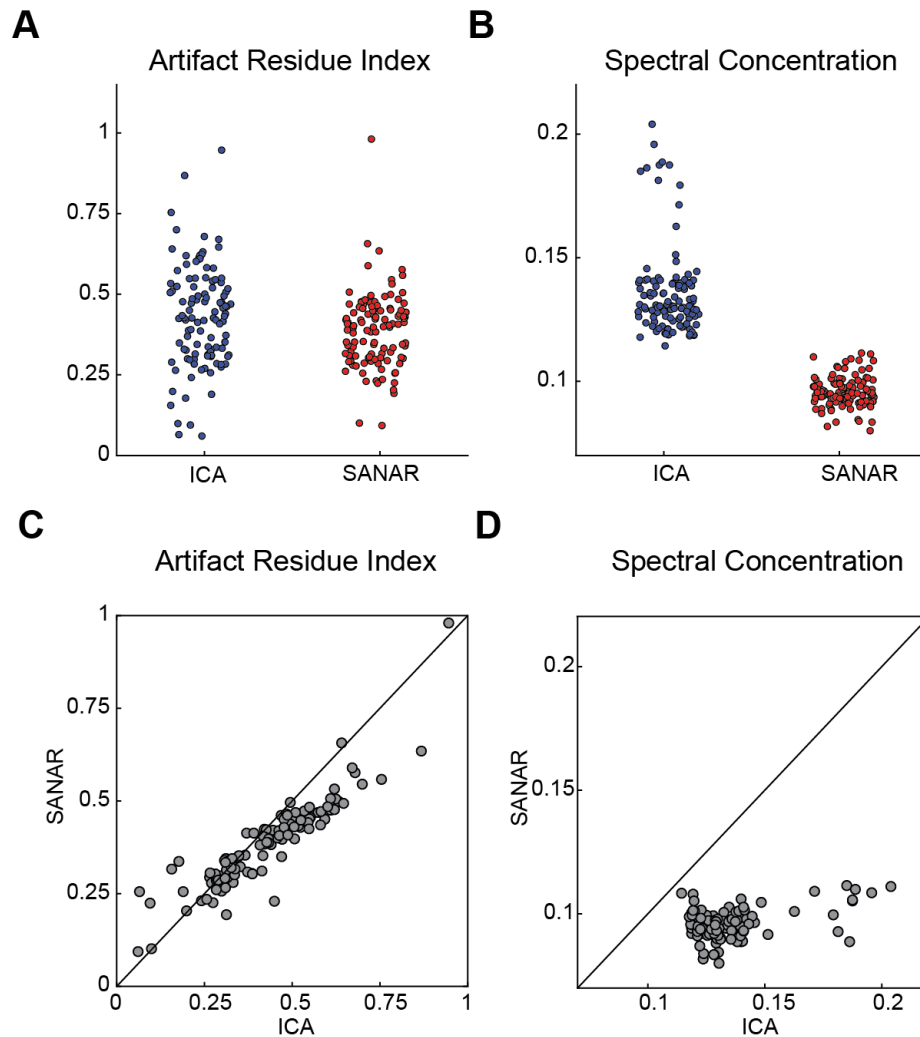 A
Artifact Residue Index
1
0.75
0.5
0.25
0
ICA
SANAR
B
Spectral Concentration
0.2
0.15
0.1
ICA
SANAR
C
Artifact Residue Index
SANAR
1
0.75
0.5
0.25
0
0
0.25
0.5
0.75
1
ICA
D
Spectral Concentration
SANAR
0.2
0.15
0.1
0.1
0.15
0.2
ICA